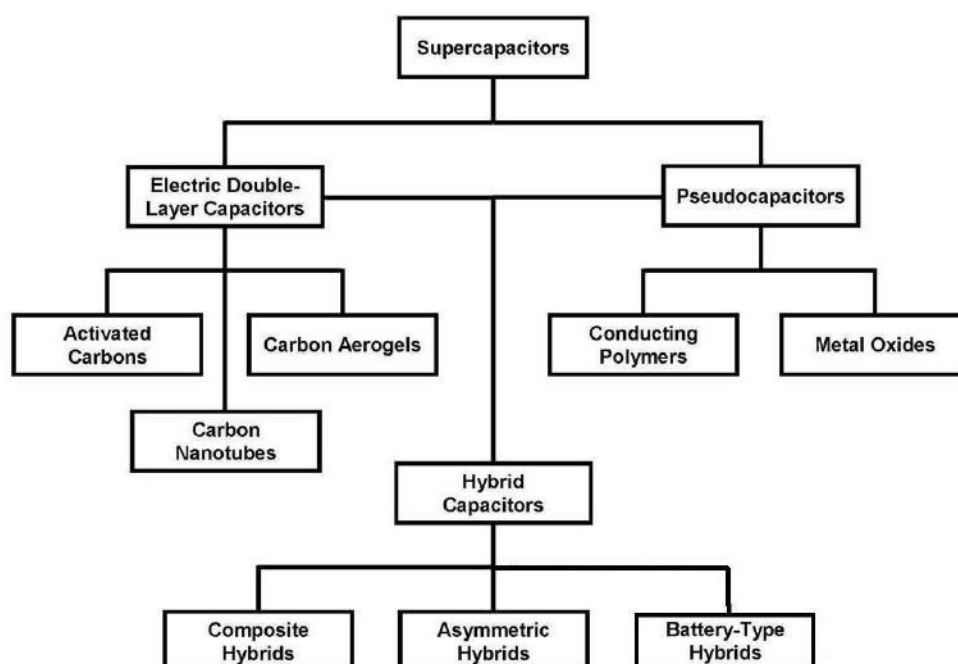 Supercapacitors
Electric Double-
Layer Capacitors
Pseudocapacitors
Activated
Carbons
Carbon Aerogels
Conducting
Polymers
Metal Oxides
Carbon
Nanotubes
Hybrid
Capacitors
Composite
Hybrids
Asymmetric
Hybrids
Battery-Type
Hybrids